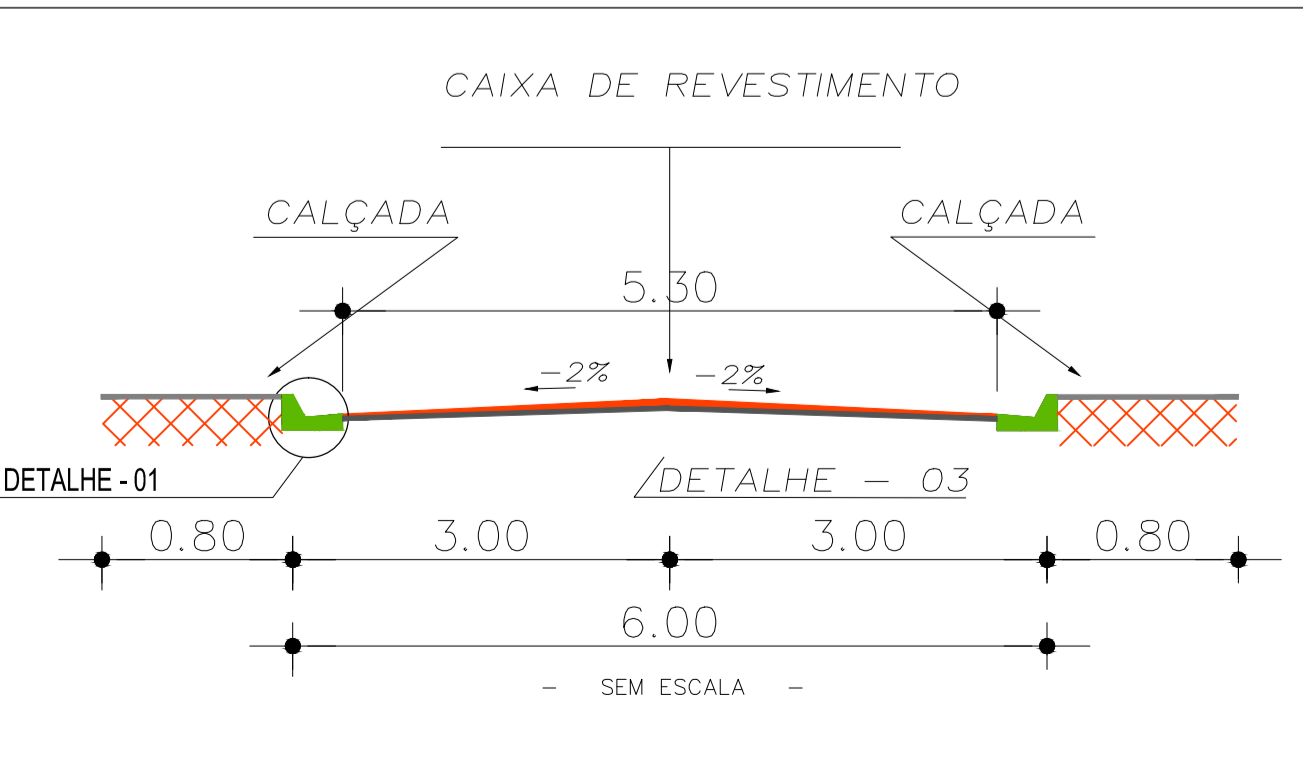 CAIXA DE REVESTIMENTO
CALÇADA
CALÇADA
5.30
-2%
-2%
DETALHE - 01
DETALHE - 03
0.80
3.00
3.00
0.80
6.00
- SEM ESCALA -